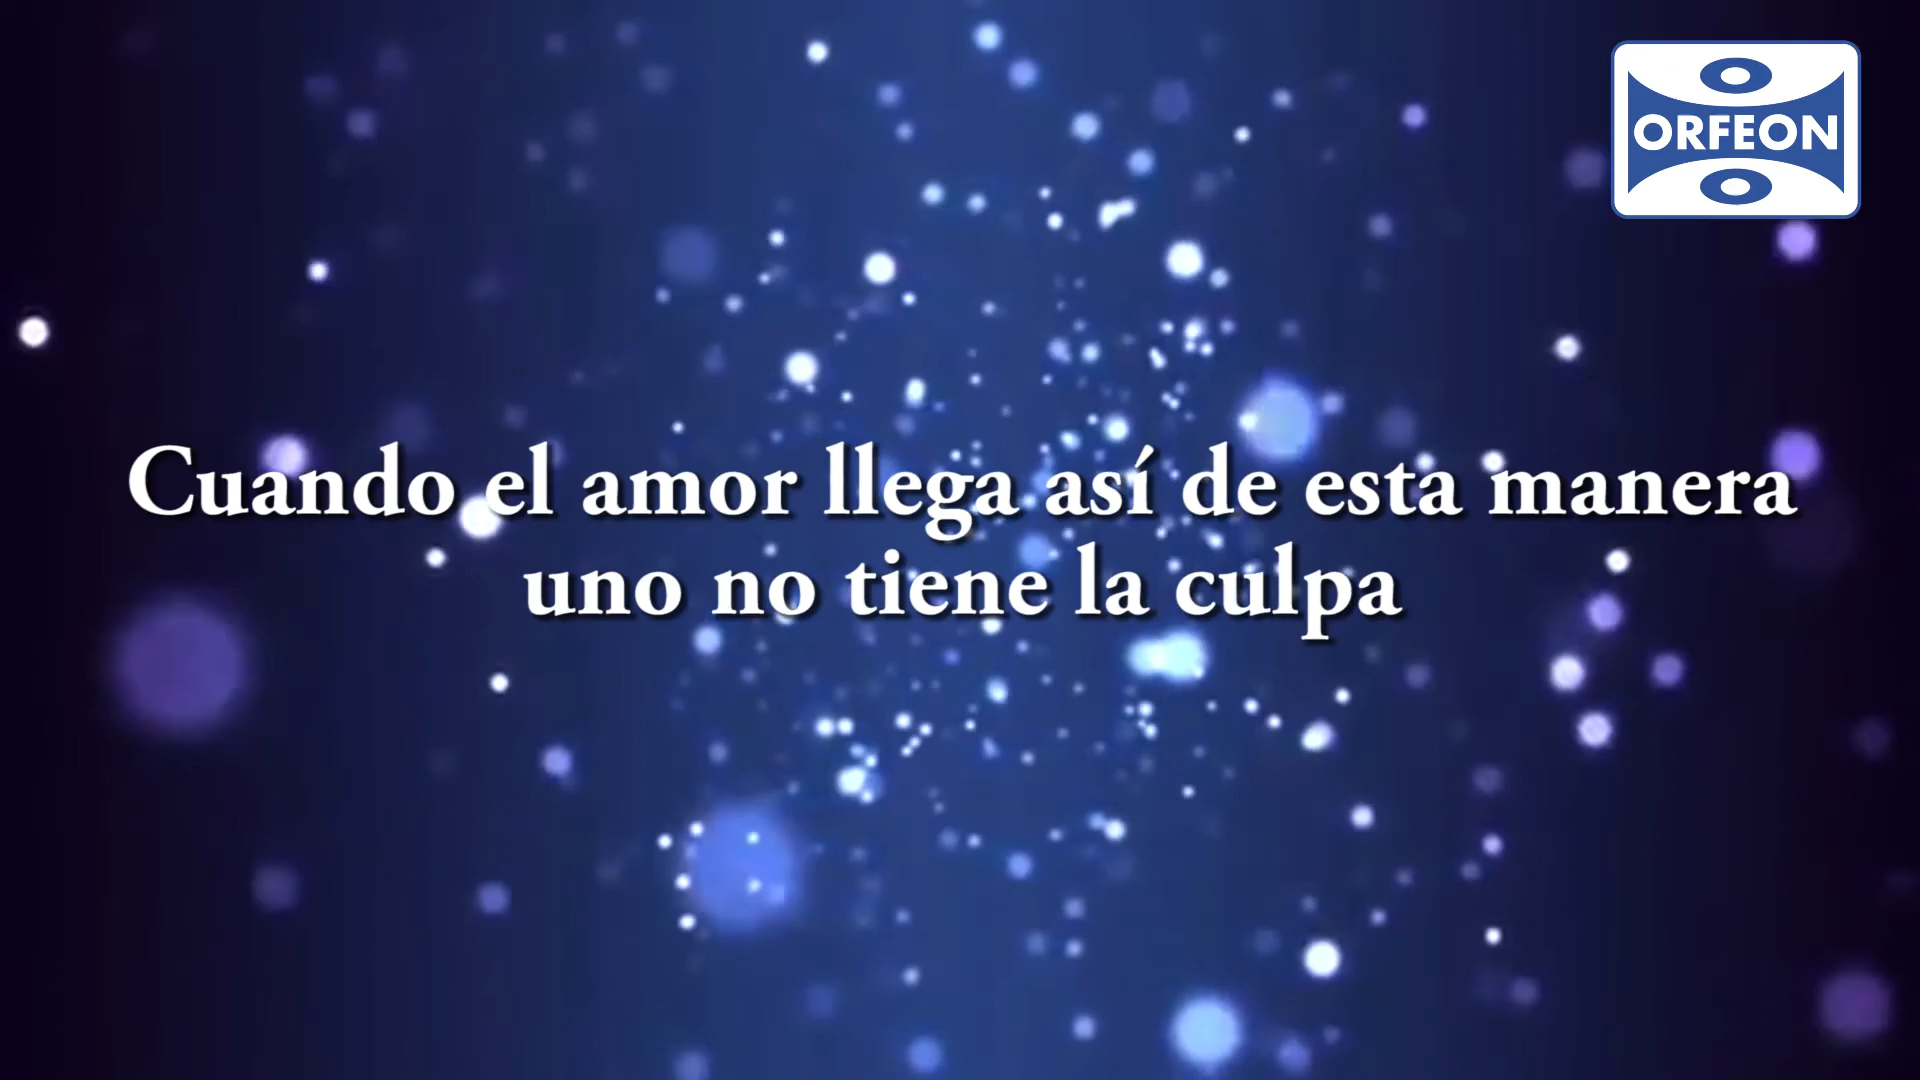 ORFEON
Cuando el amor llega así de esta manera
uno no tiene la culpa